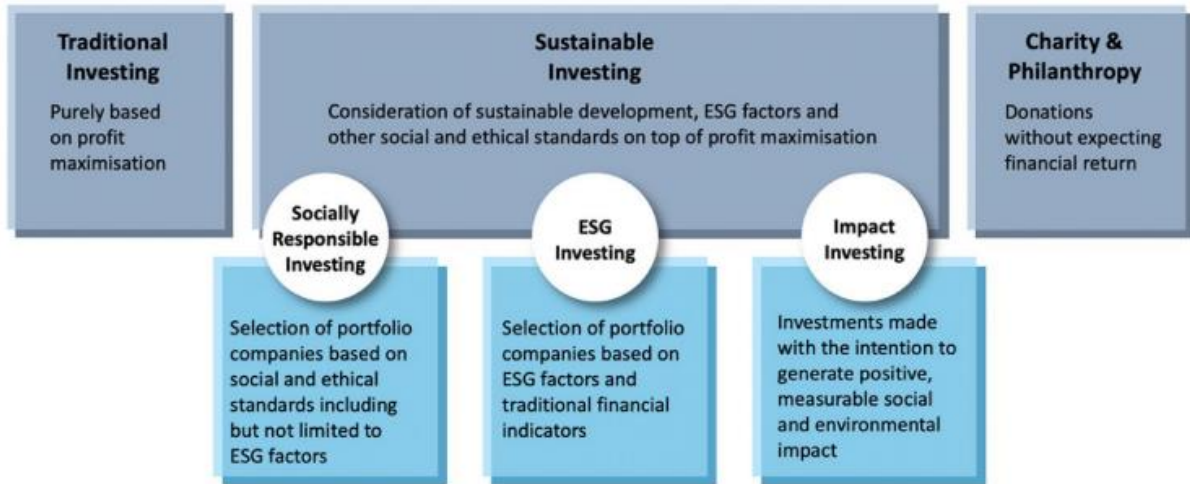 Traditional
Investing
Purely based
on profit
maximisation
Sustainable
Investing
Consideration of sustainable development, ESG factors and
other social and ethical standards on top of profit maximisation
Charity &
Philanthropy
Donations
without expecting
financial return
Socially
Responsible
Investing
Selection of portfolio
companies based on
social and ethical
standards including
but not limited to
ESG factors
ESG
Investing
Selection of portfolio
companies based on
ESG factors and
traditional financial
indicators
Impact
Investing
Investments made
with the intention to
generate positive,
measurable social
and environmental
impact